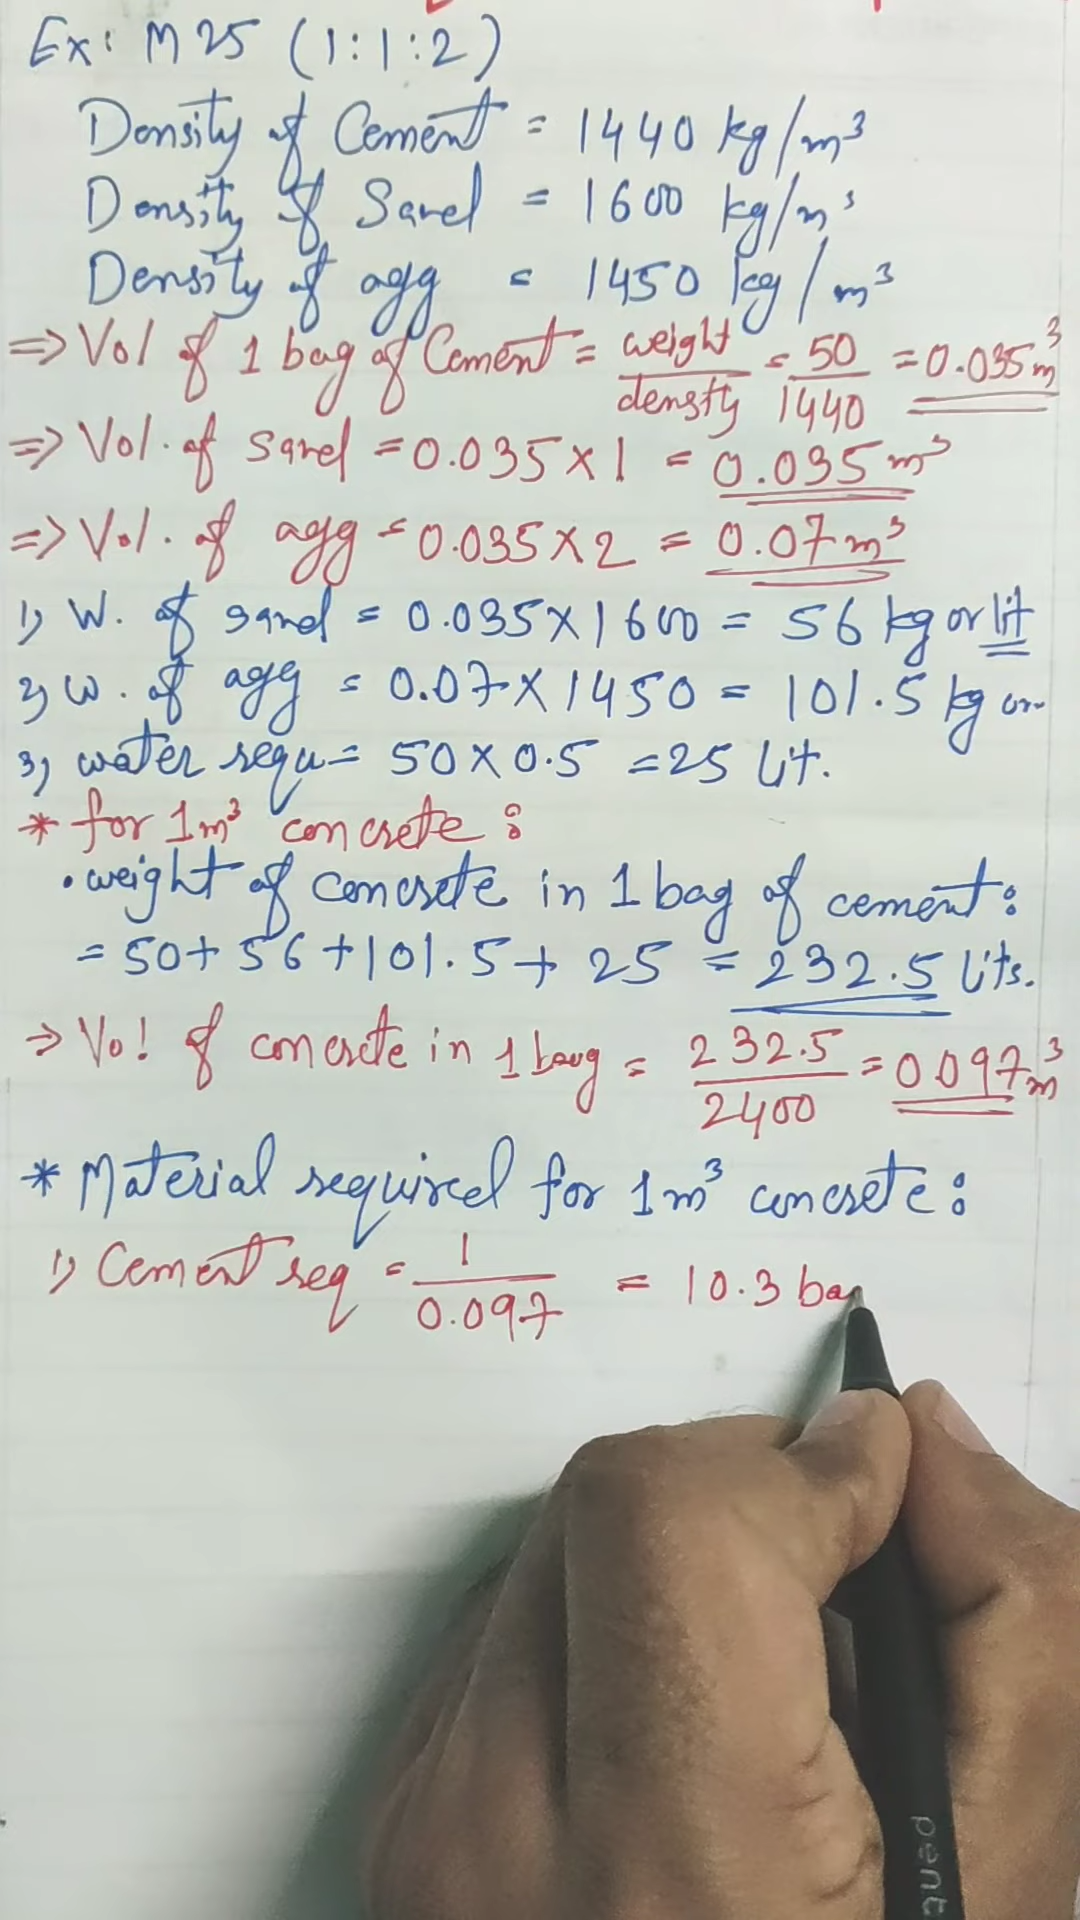 Ex: M25 (1:1:2)
Density of Cement = 1440 kg/m³
Density of Sand = 1600 kg/m³
Density of agg = 1450 kg/m³
⇒ Vol of 1 bag of Cement = weight/density = 50/1440 = 0.035 m³
⇒ Vol. of sand = 0.035 × 1 = 0.035 m³
⇒ Vol. of agg = 0.035 × 2 = 0.07 m³
1) W. of sand = 0.035 × 1600 = 56 kg or lit
2) W. of agg = 0.07 × 1450 = 101.5 kg or
3) water requ = 50 × 0.5 = 25 Lit.
* for 1m³ concrete :
• weight of concrete in 1 bag of cement :
= 50 + 56 + 101.5 + 25 = 232.5 Lits.
⇒ Vol of concrete in 1 bag = 232.5/2400 = 0.097 m³
* Material required for 1m³ concrete :
1) Cement req = 1/0.097 = 10.3 ba
pent